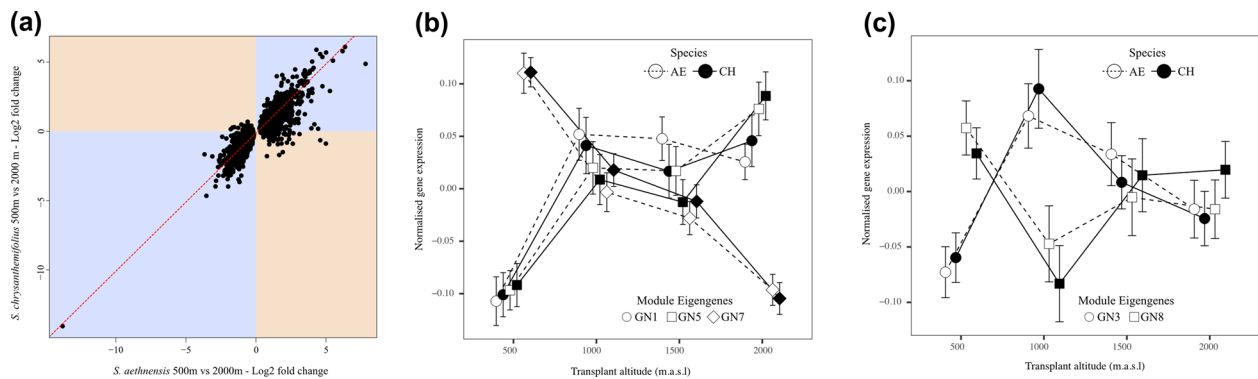 (a)
5
0
−5
−10
S. chrysanthemifolius 500m vs 2000m - Log2 fold change
−10 −5 0 5
S. aethnensis 500m vs 2000m - Log2 fold change
(b)
0.10
0.05
0.00
−0.05
−0.10
Normalised gene expression
Species
AE CH
Module Eigengenes
GN1 GN5 GN7
500 1000 1500 2000
Transplant altitude (m.a.s.l)
(c)
0.10
0.05
0.00
−0.05
−0.10
Normalised gene expression
Species
AE CH
Module Eigengenes
GN3 GN8
500 1000 1500 2000
Transplant altitude (m.a.s.l)